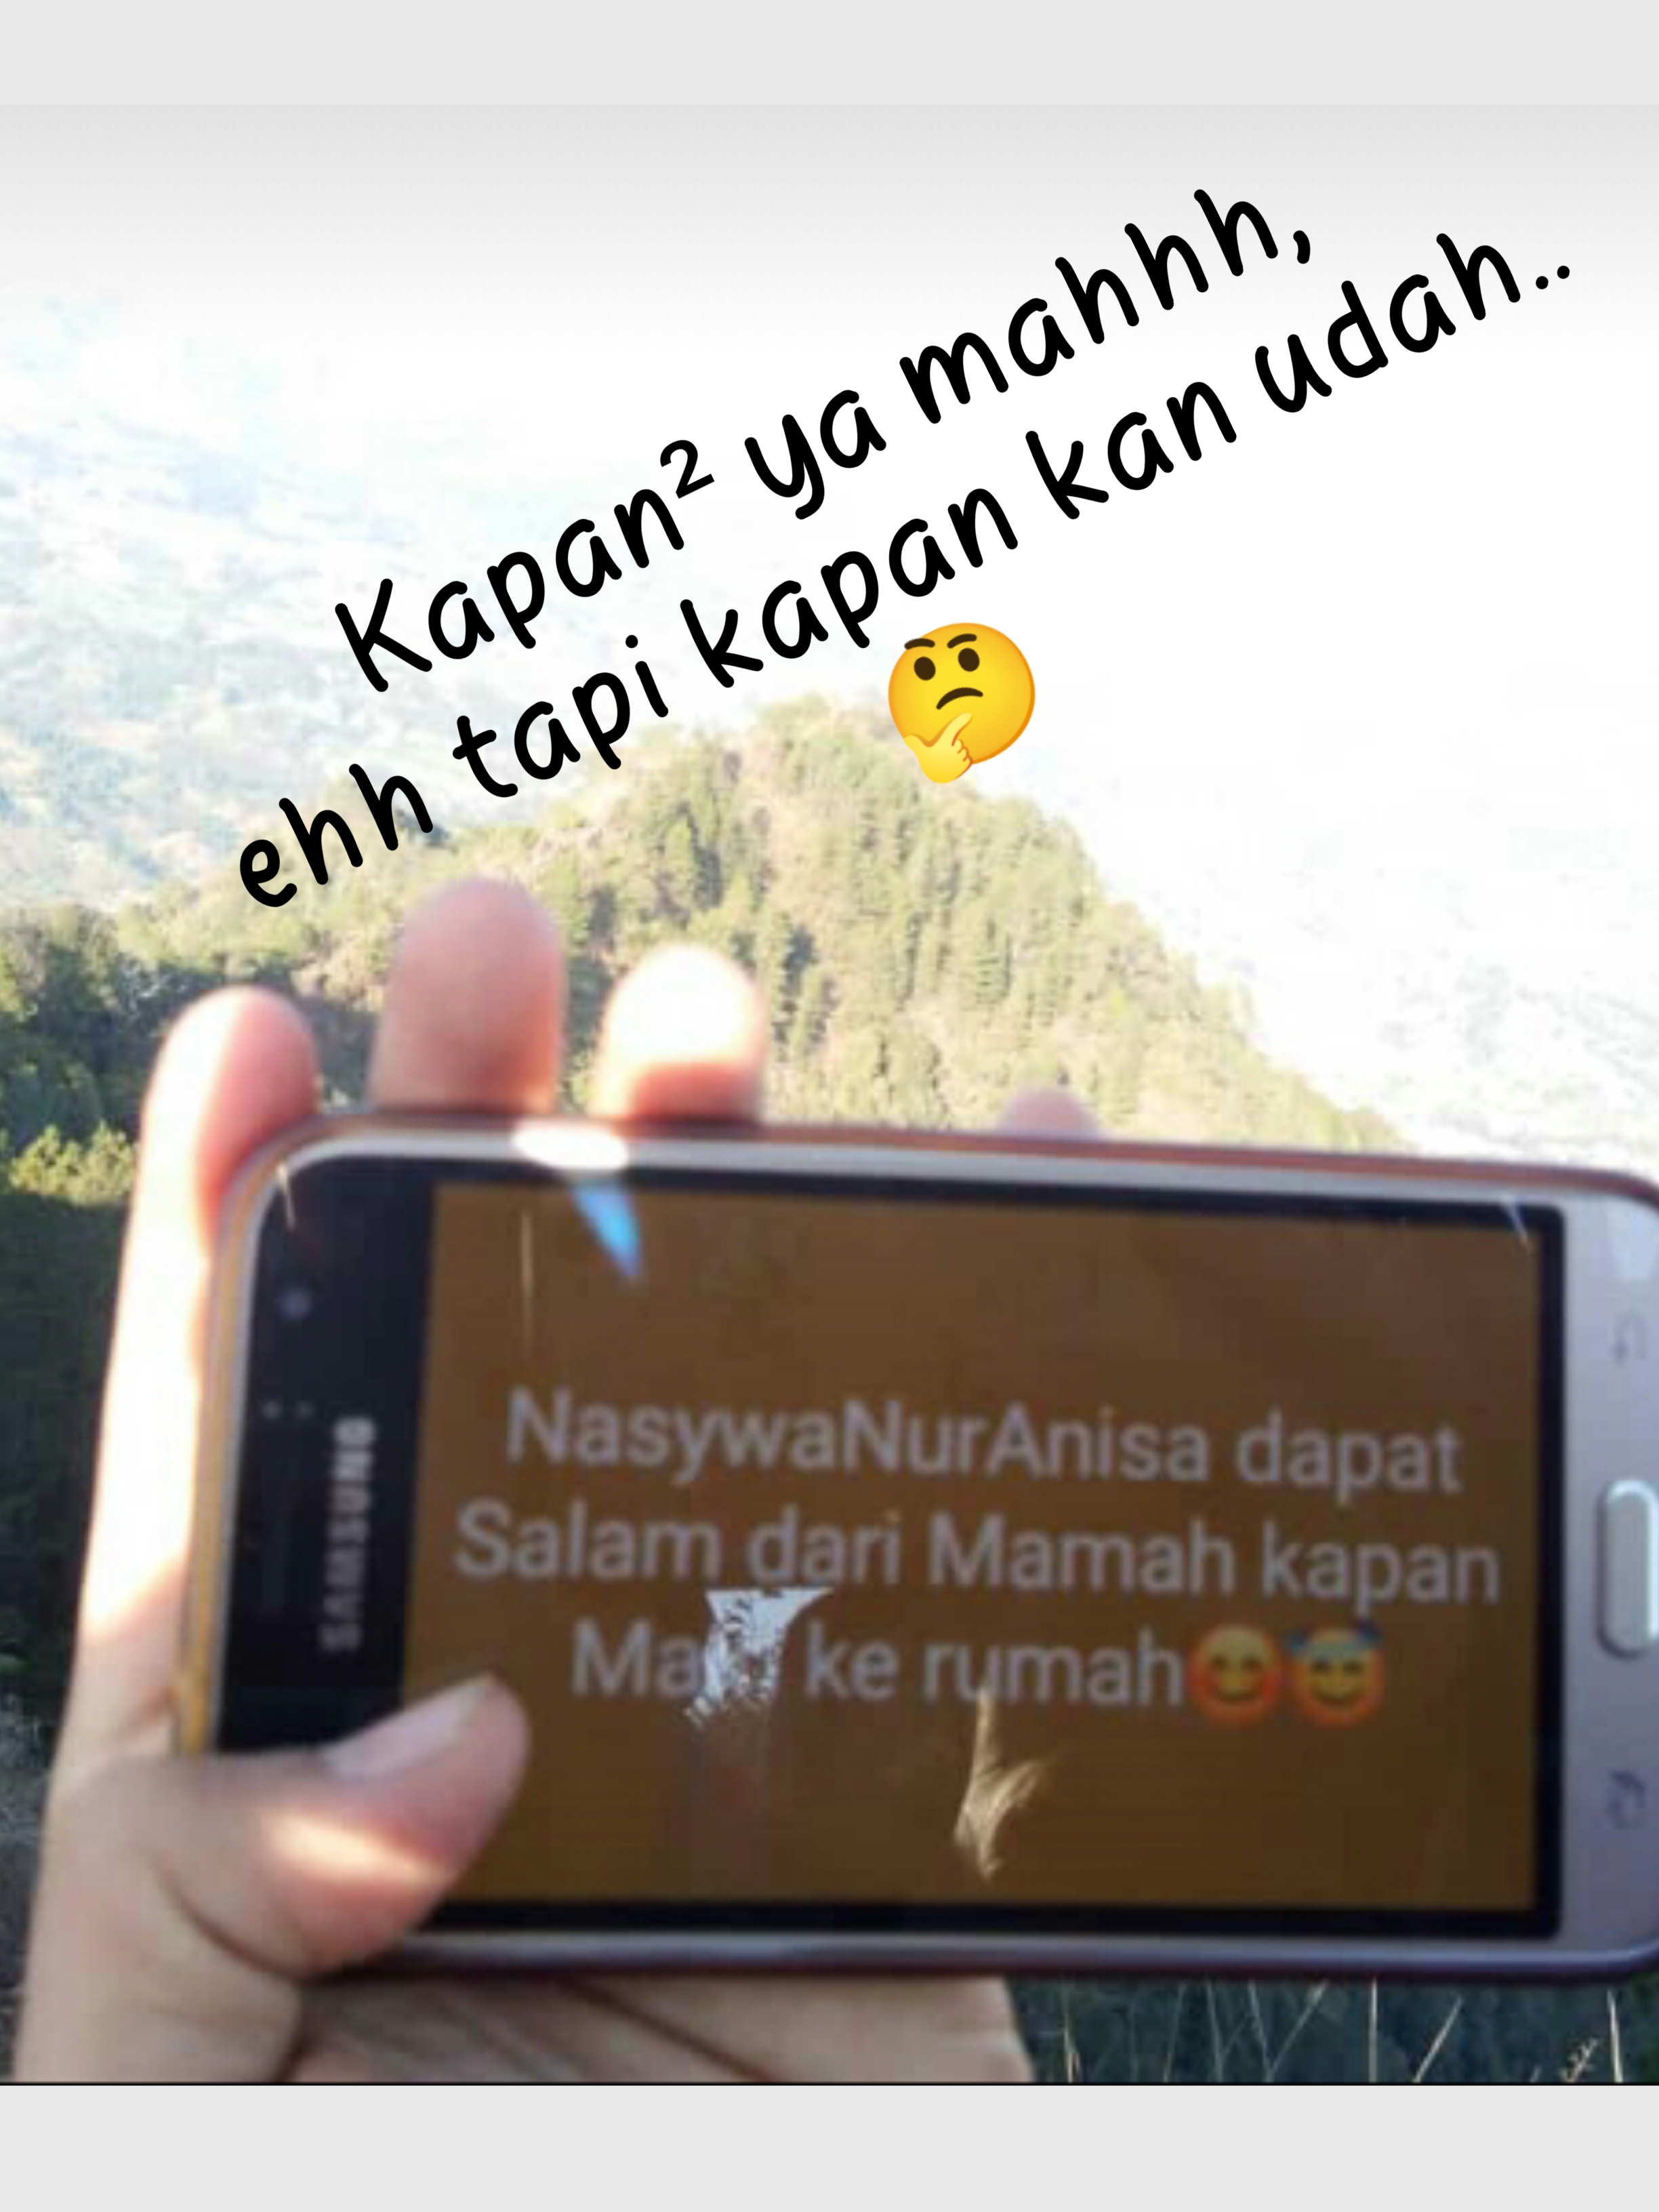 Kapan² ya mahhh,
ehh tapi kapan kan udah..
SAMSUNG
NasywaNurAnisa dapat
Salam dari Mamah kapan
ke rumah